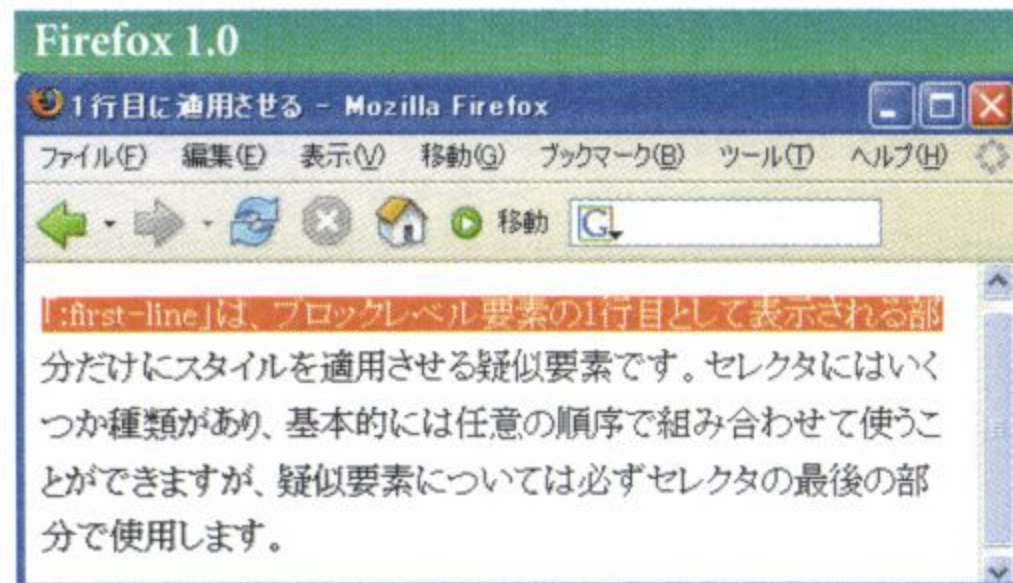 Firefox 1.0
1行目に適用させる - Mozilla Firefox
ファイル(F) 編集(E) 表示(V) 移動(G) ブックマーク(B) ツール(T) ヘルプ(H)
移動 G
「:first-line」は、ブロックレベル要素の1行目として表示される部
分だけにスタイルを適用させる疑似要素です。セレクタにはいく
つか種類があり、基本的には任意の順序で組み合わせて使うこ
とができますが、疑似要素については必ずセレクタの最後の部
分で使用します。